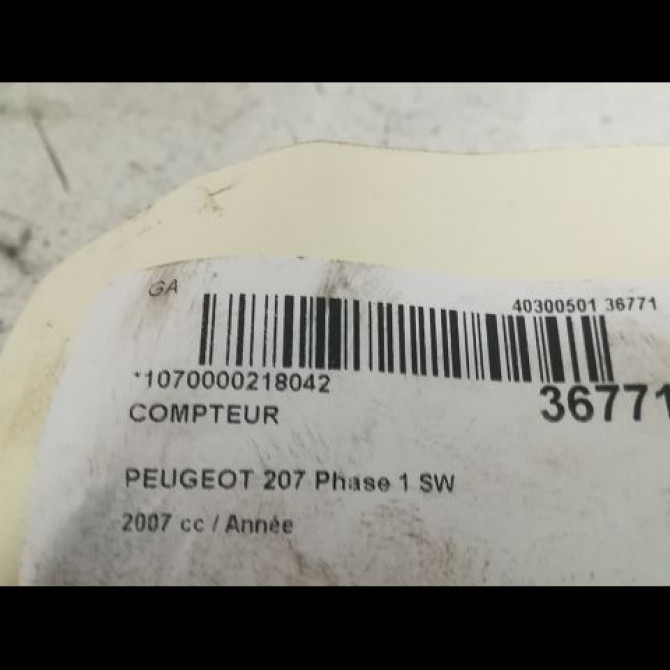 GA
40300501 36771
*1070000218042
36771
COMPTEUR
PEUGEOT 207 Phase 1 SW
2007 cc / Année